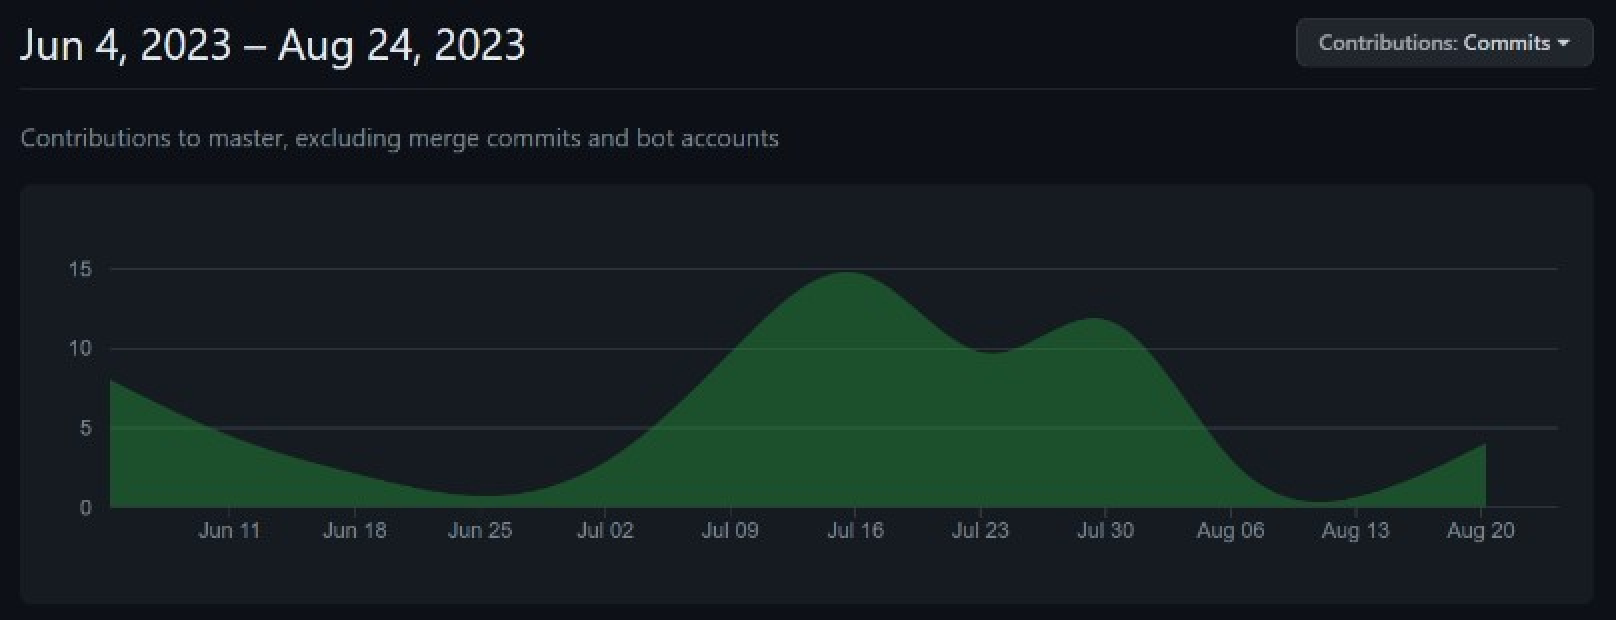 Jun 4, 2023 – Aug 24, 2023
Contributions: Commits
Contributions to master, excluding merge commits and bot accounts
15
10
5
0
Jun 11 Jun 18 Jun 25 Jul 02 Jul 09 Jul 16 Jul 23 Jul 30 Aug 06 Aug 13 Aug 20